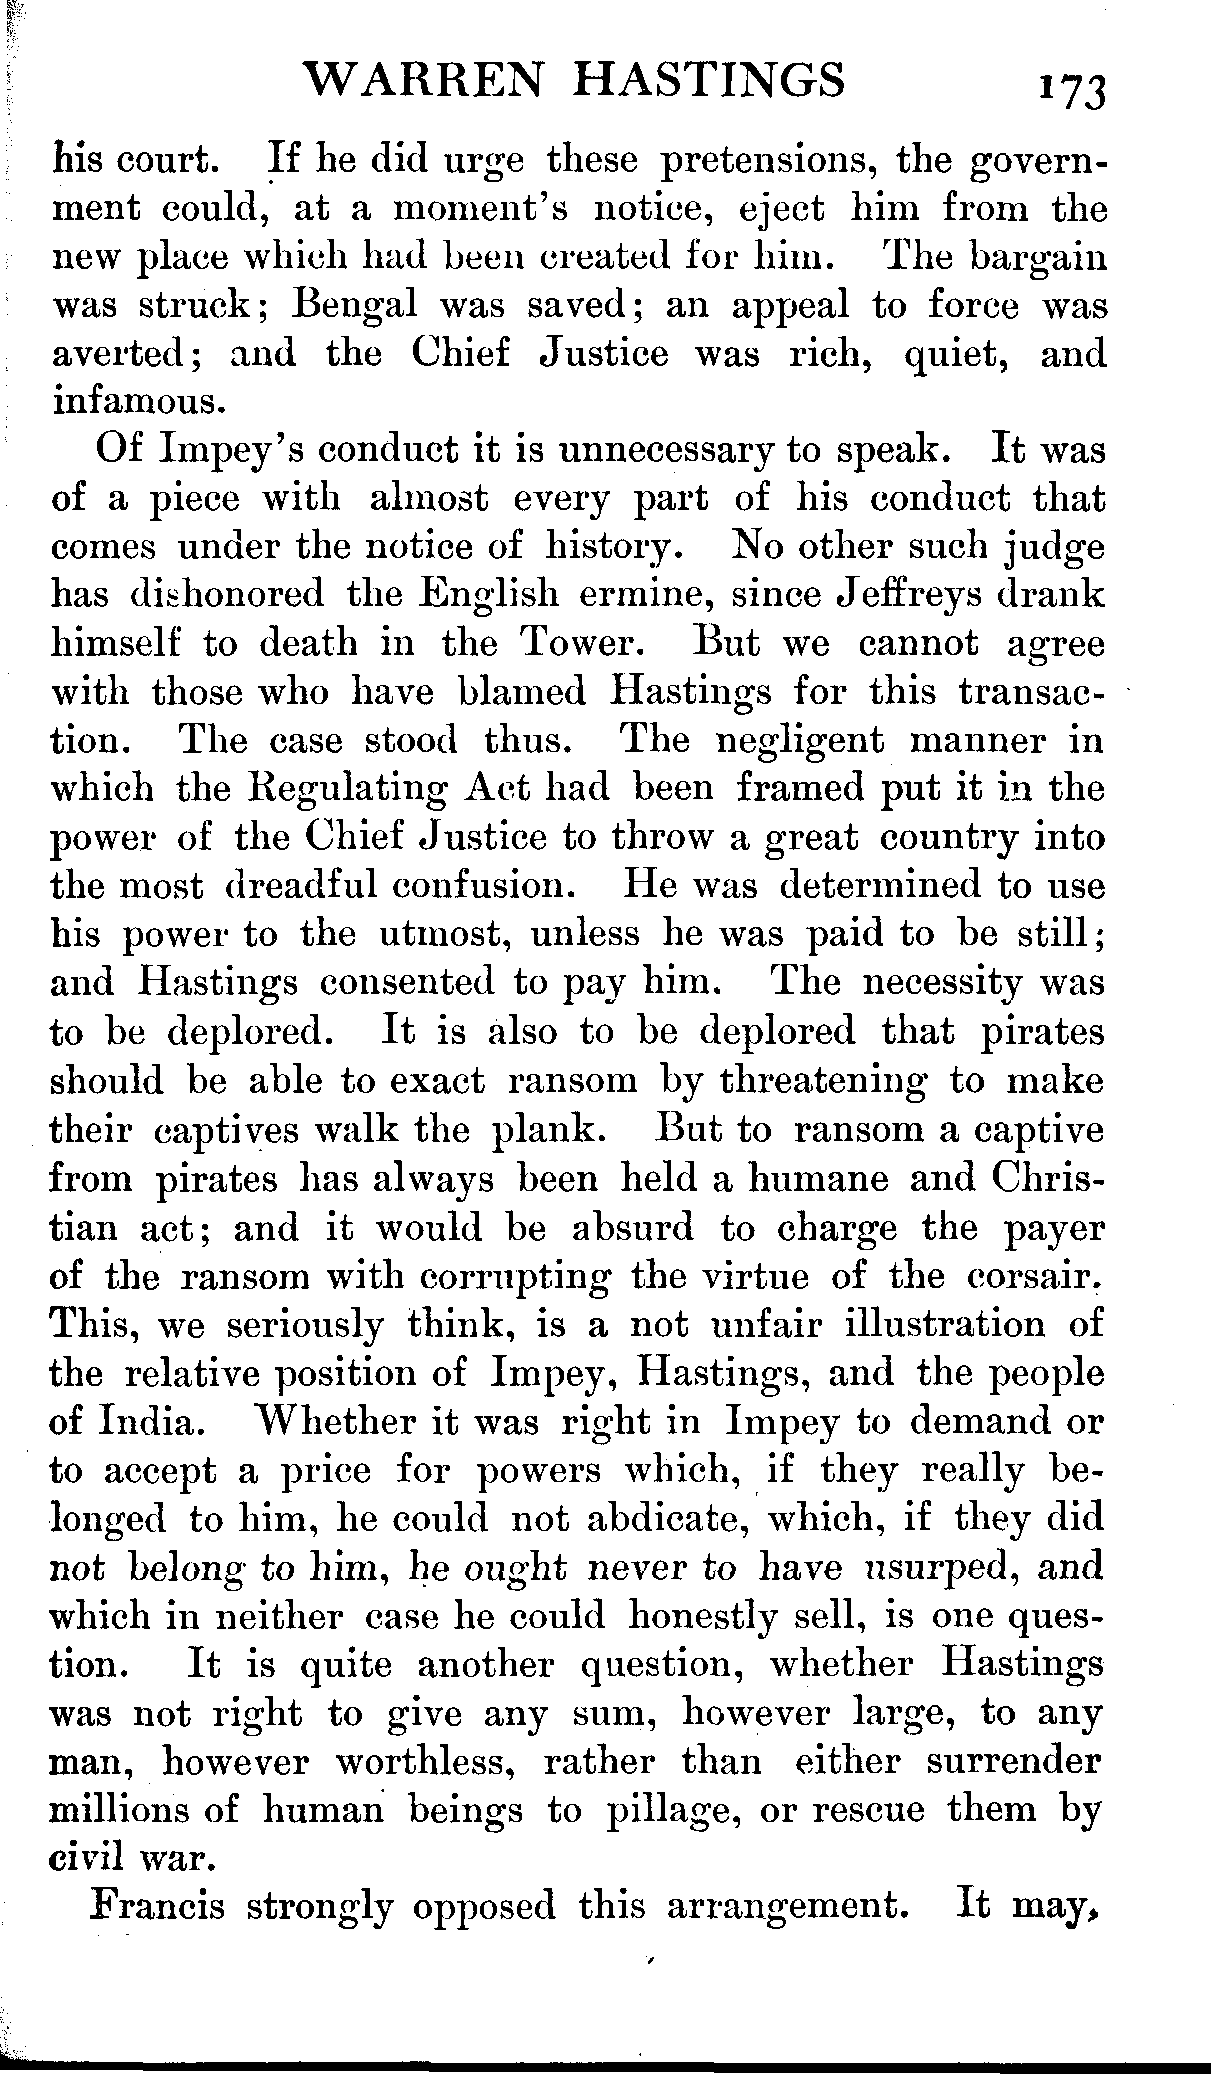 WARREN HASTINGS 173
his court. If he did urge these pretensions, the govern-
ment could, at a moment's notice, eject him from the
new place which had been created for him. The bargain
was struck; Bengal was saved; an appeal to force was
averted; and the Chief Justice was rich, quiet, and
infamous.
Of Impey's conduct it is unnecessary to speak. It was
of a piece with almost every part of his conduct that
comes under the notice of history. No other such judge
has dishonored the English ermine, since Jeffreys drank
himself to death in the Tower. But we cannot agree
with those who have blamed Hastings for this transac-
tion. The case stood thus. The negligent manner in
which the Regulating Act had been framed put it in the
power of the Chief Justice to throw a great country into
the most dreadful confusion. He was determined to use
his power to the utmost, unless he was paid to be still;
and Hastings consented to pay him. The necessity was
to be deplored. It is also to be deplored that pirates
should be able to exact ransom by threatening to make
their captives walk the plank. But to ransom a captive
from pirates has always been held a humane and Chris-
tian act; and it would be absurd to charge the payer
of the ransom with corrupting the virtue of the corsair.
This, we seriously think, is a not unfair illustration of
the relative position of Impey, Hastings, and the people
of India. Whether it was right in Impey to demand or
to accept a price for powers which, if they really be-
longed to him, he could not abdicate, which, if they did
not belong to him, he ought never to have usurped, and
which in neither case he could honestly sell, is one ques-
tion. It is quite another question, whether Hastings
was not right to give any sum, however large, to any
man, however worthless, rather than either surrender
millions of human beings to pillage, or rescue them by
civil war.
Francis strongly opposed this arrangement. It may,